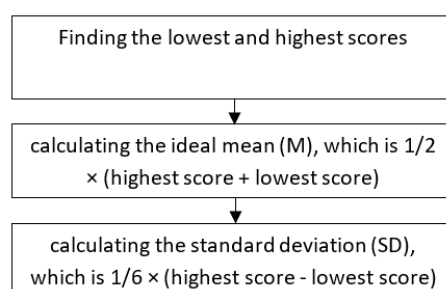 Finding the lowest and highest scores
calculating the ideal mean (M), which is 1/2
× (highest score + lowest score)
calculating the standard deviation (SD),
which is 1/6 × (highest score - lowest score)